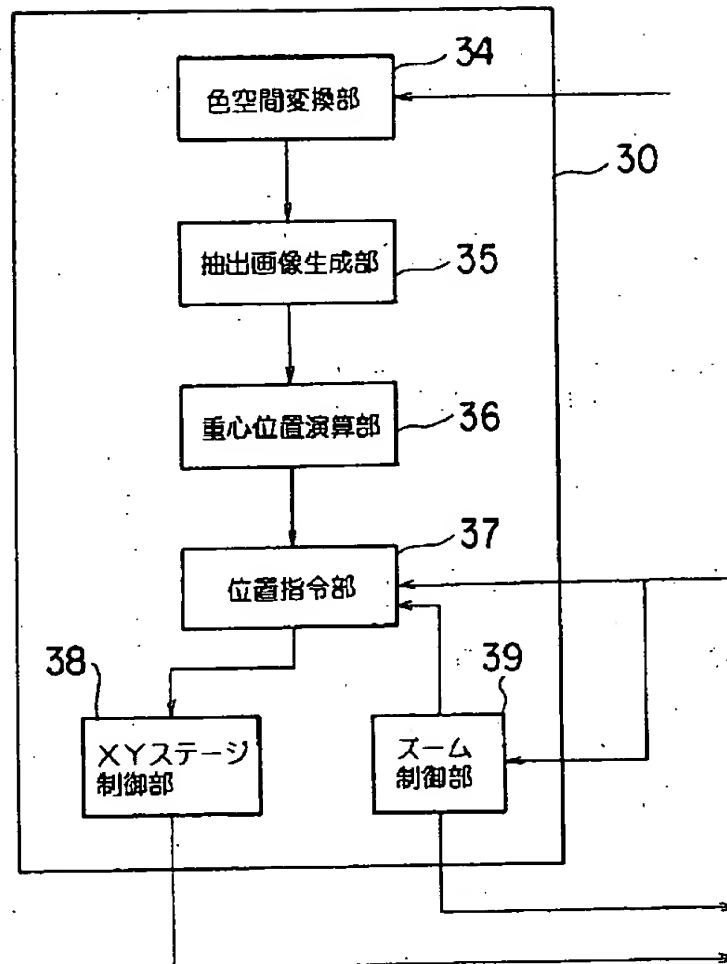 34
色空間変換部
30
抽出画像生成部
35
重心位置演算部
36
37
位置指令部
38
39
XYステージ
制御部
ズーム
制御部